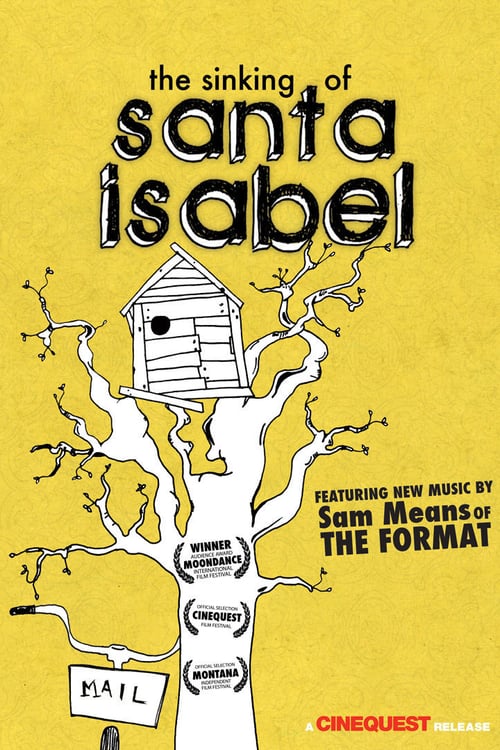 the sinking of
santa
isabel
FEATURING NEW MUSIC BY
Sam Means OF
THE FORMAT
WINNER
AUDIENCE AWARD
MOONDANCE
INTERNATIONAL
FILM FESTIVAL
OFFICIAL SELECTION
CINEQUEST
FILM FESTIVAL
OFFICIAL SELECTION
MONTANA
INDEPENDENT
FILM FESTIVAL
MAIL
A CINEQUEST RELEASE